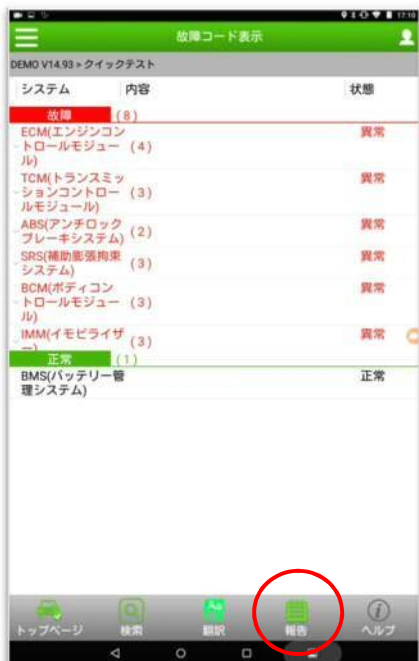 17:10
故障コード表示
DEMO V14.93 > クイックテスト
システム 内容 状態
故障 (8)
ECM(エンジンコントロールモジュール) (4) 異常
TCM(トランスミッションコントロールモジュール) (3) 異常
ABS(アンチロックブレーキシステム) (2) 異常
SRS(補助膨張拘束システム) (3) 異常
BCM(ボディコントロールモジュール) (3) 異常
IMM(イモビライザー) (3) 異常
正常 (1)
BMS(バッテリー管理システム) 正常
トップページ 検索 翻訳 報告 ヘルプ